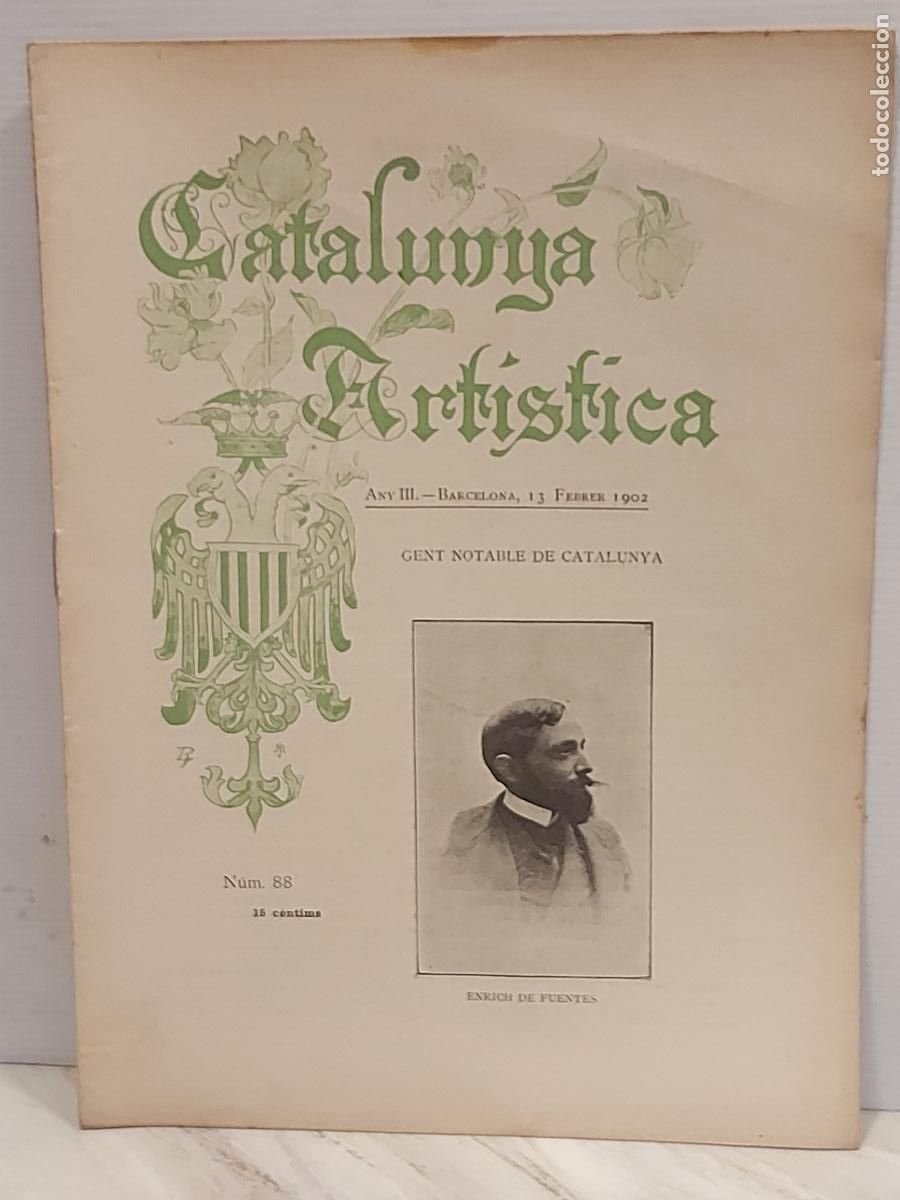 Catalunya
Artistica
ANY III.—BARCELONA, 13 FEBRER 1902
GENT NOTABLE DE CATALUNYA
Núm. 88
15 céntims
ENRICH DE FUENTES
todocoleccion